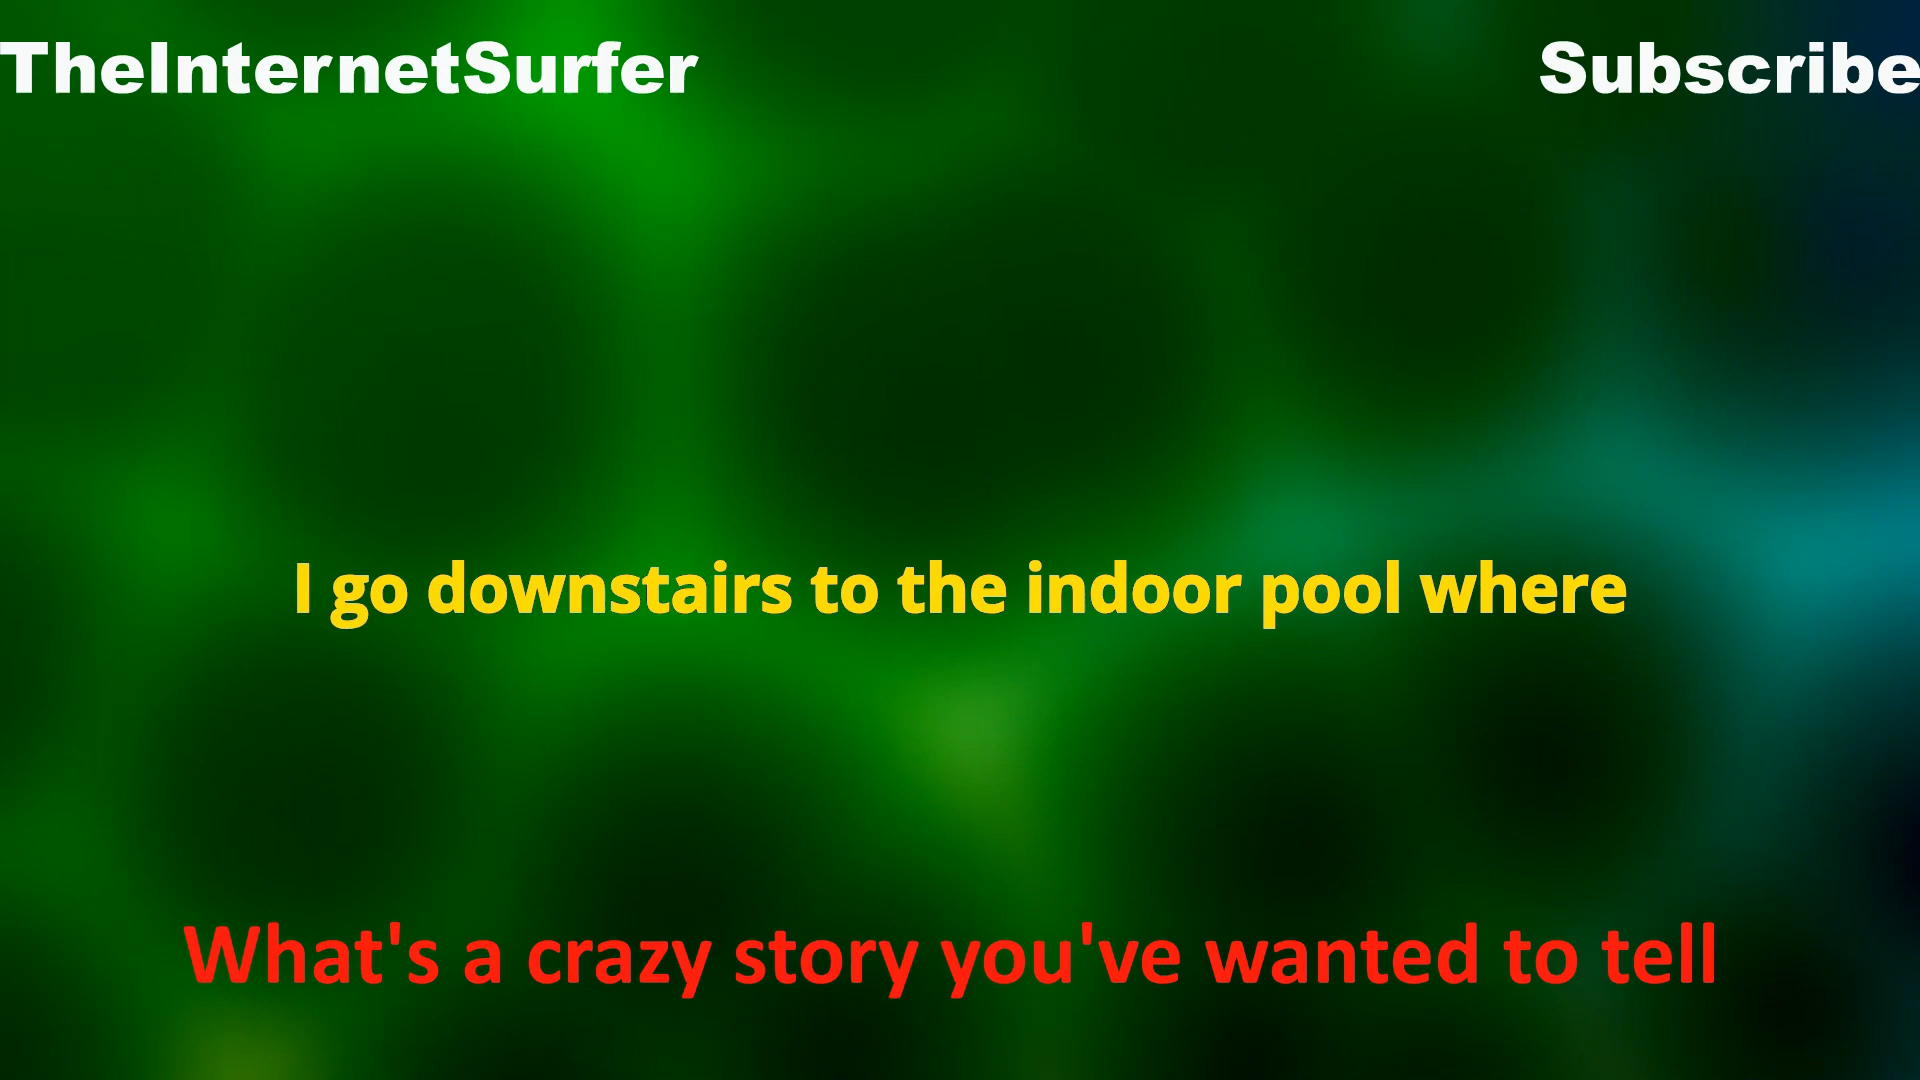 TheInternetSurfer Subscribe
I go downstairs to the indoor pool where
What's a crazy story you've wanted to tell